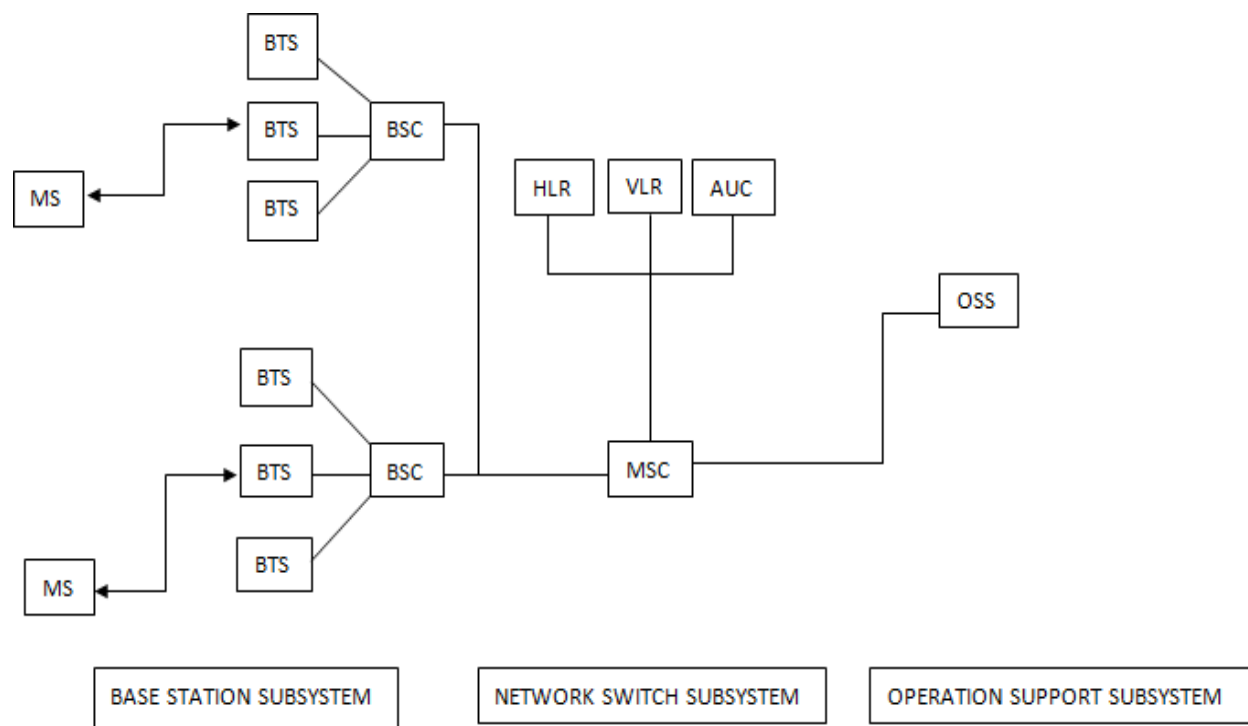 BTS
BTS
BSC
MS
BTS
HLR
VLR
AUC
OSS
BTS
BTS
BSC
MSC
BTS
MS
BASE STATION SUBSYSTEM
NETWORK SWITCH SUBSYSTEM
OPERATION SUPPORT SUBSYSTEM